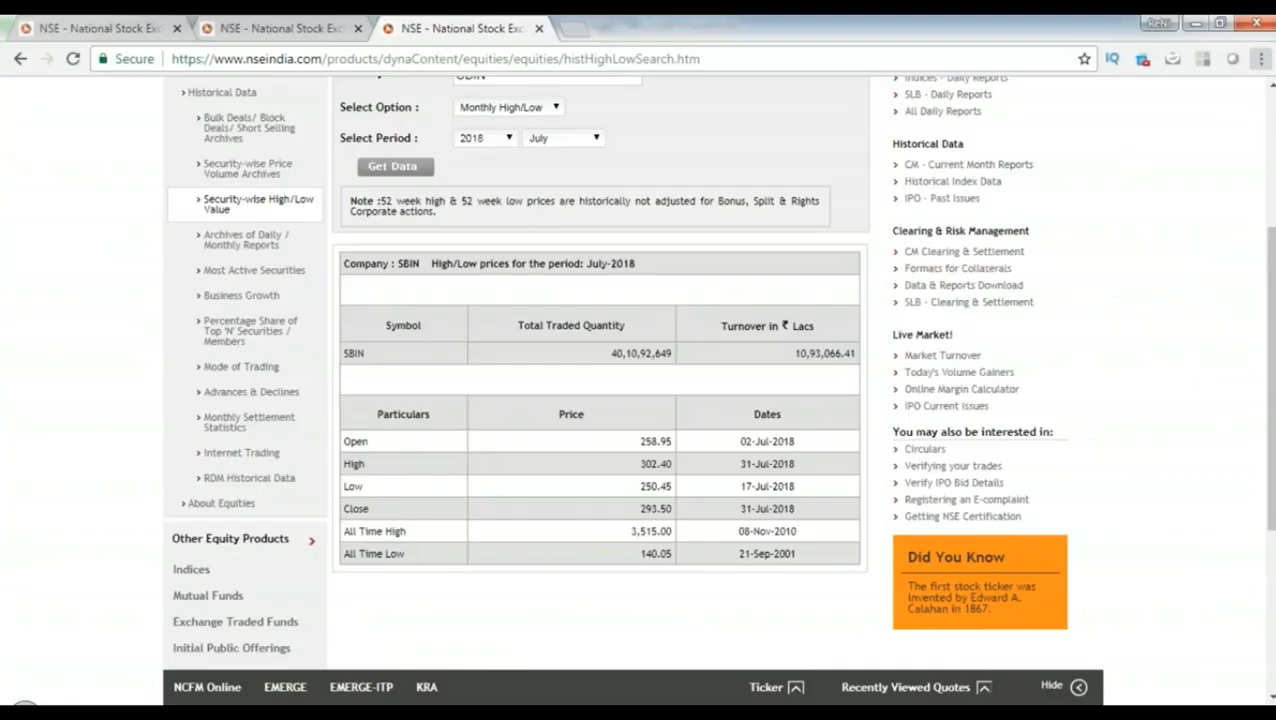 NSE - National Stock Exc
NSE - National Stock Exc
NSE - National Stock Exc
ReNi
Secure
https://www.nseindia.com/products/dynaContent/equities/equities/histHighLowSearch.htm
IQ
Historical Data
Bulk Deals/ Block
Deals/ Short Selling
Archives
Security-wise Price
Volume Archives
Security-wise High/Low
Value
Archives of Daily /
Monthly Reports
Most Active Securities
Business Growth
Percentage Share of
Top 'N' Securities /
Members
Mode of Trading
Advances & Declines
Monthly Settlement
Statistics
Internet Trading
RDM Historical Data
About Equities
Other Equity Products
Indices
Mutual Funds
Exchange Traded Funds
Initial Public Offerings
SBIN
Select Option: Monthly High/Low
Select Period: 2018 July
Get Data
Note :52 week high & 52 week low prices are historically not adjusted for Bonus, Split & Rights
Corporate actions.
Company : SBIN High/Low prices for the period: July-2018
Symbol Total Traded Quantity Turnover in ₹ Lacs
SBIN 40,10,92,649 10,93,066.41
Particulars Price Dates
Open 258.95 02-Jul-2018
High 302.40 31-Jul-2018
Low 250.45 17-Jul-2018
Close 293.50 31-Jul-2018
All Time High 3,515.00 08-Nov-2010
All Time Low 140.05 21-Sep-2001
Indices - Daily Reports
SLB - Daily Reports
All Daily Reports
Historical Data
CM - Current Month Reports
Historical Index Data
IPO - Past Issues
Clearing & Risk Management
CM Clearing & Settlement
Formats for Collaterals
Data & Reports Download
SLB - Clearing & Settlement
Live Market!
Market Turnover
Today's Volume Gainers
Online Margin Calculator
IPO Current Issues
You may also be interested in:
Circulars
Verifying your trades
Verify IPO Bid Details
Registering an E-complaint
Getting NSE Certification
Did You Know
The first stock ticker was
invented by Edward A.
Calahan in 1867.
NCFM Online EMERGE EMERGE-ITP KRA Ticker Recently Viewed Quotes Hide